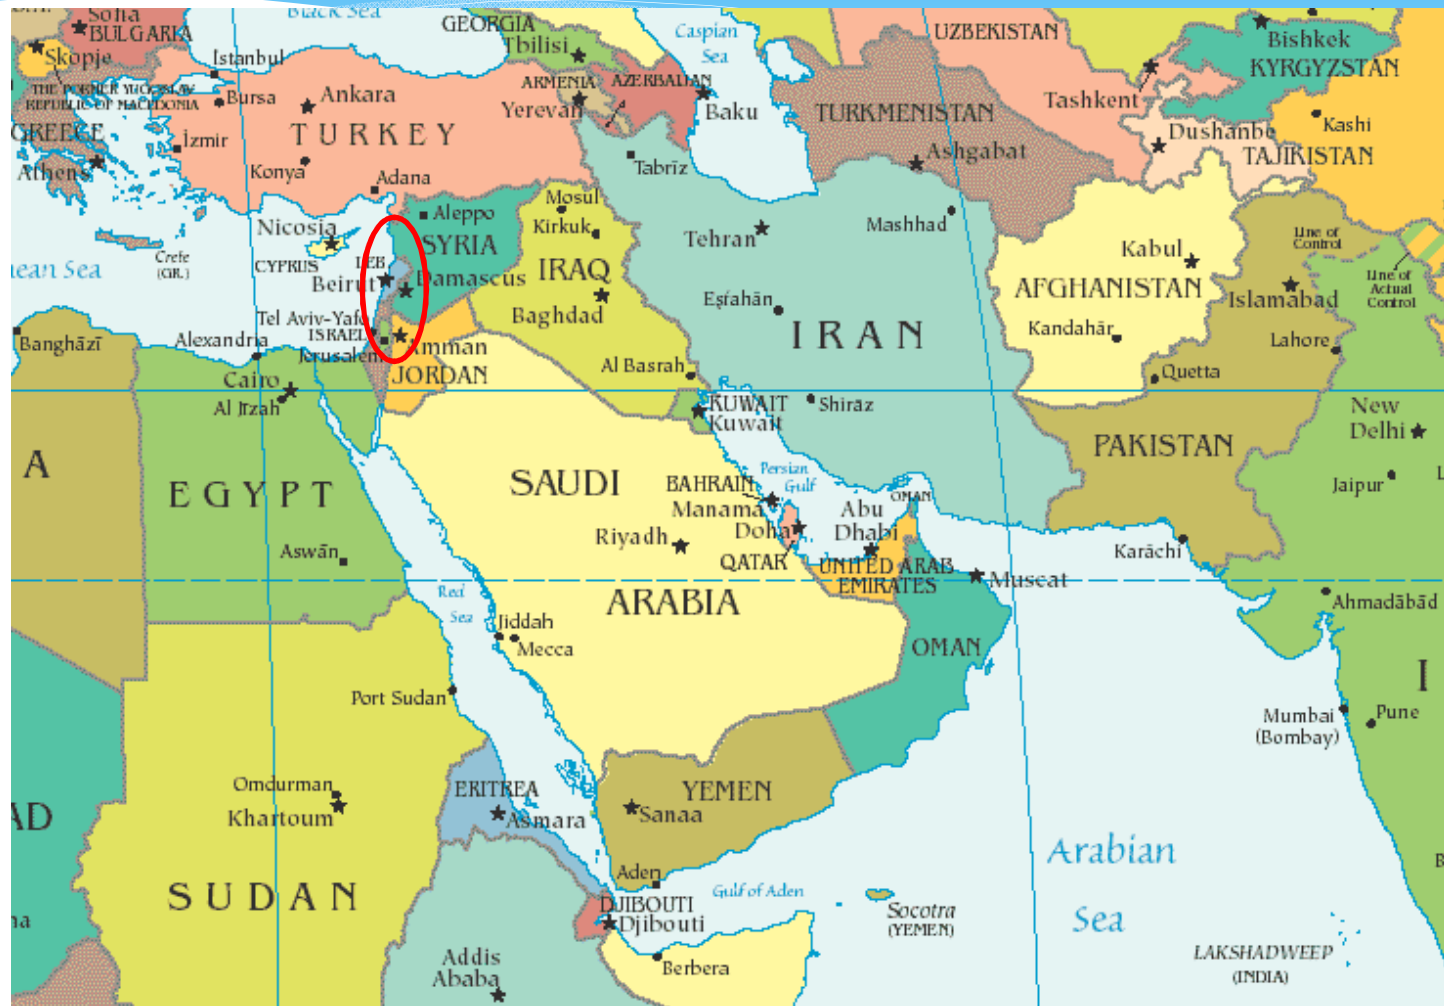 Black Sea
Sofia
BULGARIA
Skopje
THE FORMER YUGOSLAV
REPUBLIC OF MACEDONIA
GREECE
Athens
İstanbul
Bursa
İzmir
Ankara
TURKEY
Konya
Adana
GEORGIA
Tbilisi
ARMENIA
Yerevan
AZERBAIJAN
Baku
Caspian
Sea
UZBEKISTAN
Tashkent
TURKMENISTAN
Ashgabat
Bishkek
KYRGYZSTAN
Dushanbe
TAJIKISTAN
Kashi
Tabrīz
Mashhad
Tehran
Eşfahān
IRAN
Shīrāz
Nicosia
CYPRUS
Crete
(GR.)
nean Sea
Aleppo
SYRIA
LEB
Beirut
Damascus
Tel Aviv-Yafo
ISRAEL
Jerusalem
Amman
JORDAN
Mosul
Kirkuk
IRAQ
Baghdad
Al Basrah
KUWAIT
Kuwait
Kabul
AFGHANISTAN
Kandahār
Line of
Control
Line of
Actual
Control
Islamabad
Lahore
Quetta
PAKISTAN
Karāchi
New
Delhi
Jaipur
L
Ahmadābād
I
Mumbai
(Bombay)
Pune
B
Banghāzī
A
Alexandria
Cairo
Al Jīzah
EGYPT
Aswān
Red
Sea
SAUDI
ARABIA
Riyadh
Jiddah
Mecca
Persian
Gulf
BAHRAIN
Manama
Doha
QATAR
Abu
Dhabi
OMAN
UNITED ARAB
EMIRATES
Muscat
OMAN
Port Sudan
Omdurman
Khartoum
SUDAN
AD
na
ERITREA
Asmara
YEMEN
Sanaa
Aden
Gulf of Aden
DJIBOUTI
Djibouti
Addis
Ababa
Berbera
Socotra
(YEMEN)
Arabian
Sea
LAKSHADWEEP
(INDIA)